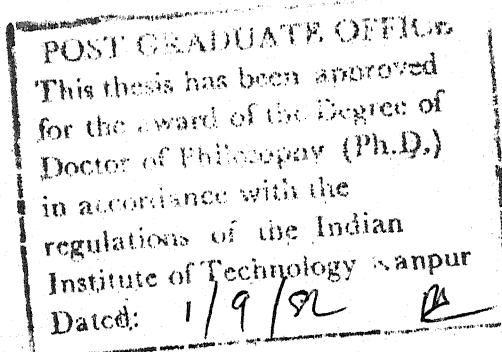 POST GRADUATE OFFICE
This thesis has been approved
for the award of the Degree of
Doctor of Philosophy (Ph.D.)
in accordance with the
regulations of the Indian
Institute of Technology Kanpur
Dated: 1/9/82